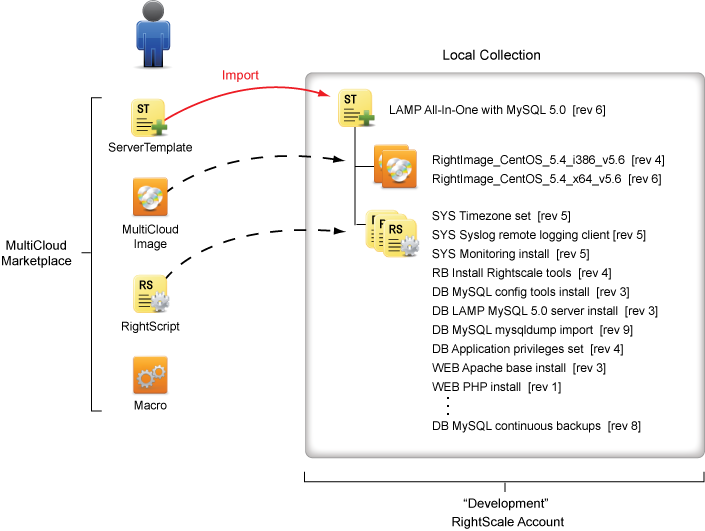 Local Collection
Import
ST
ServerTemplate
MultiCloud
Image
RS
RightScript
Macro
MultiCloud
Marketplace
ST
LAMP All-In-One with MySQL 5.0 [rev 6]
RightImage_CentOS_5.4_i386_v5.6 [rev 4]
RightImage_CentOS_5.4_x64_v5.6 [rev 6]
RS
SYS Timezone set [rev 5]
SYS Syslog remote logging client [rev 5]
SYS Monitoring install [rev 5]
RB Install Rightscale tools [rev 4]
DB MySQL config tools install [rev 3]
DB LAMP MySQL 5.0 server install [rev 3]
DB MySQL mysqldump import [rev 9]
DB Application privileges set [rev 4]
WEB Apache base install [rev 3]
WEB PHP install [rev 1]
DB MySQL continuous backups [rev 8]
“Development”
RightScale Account